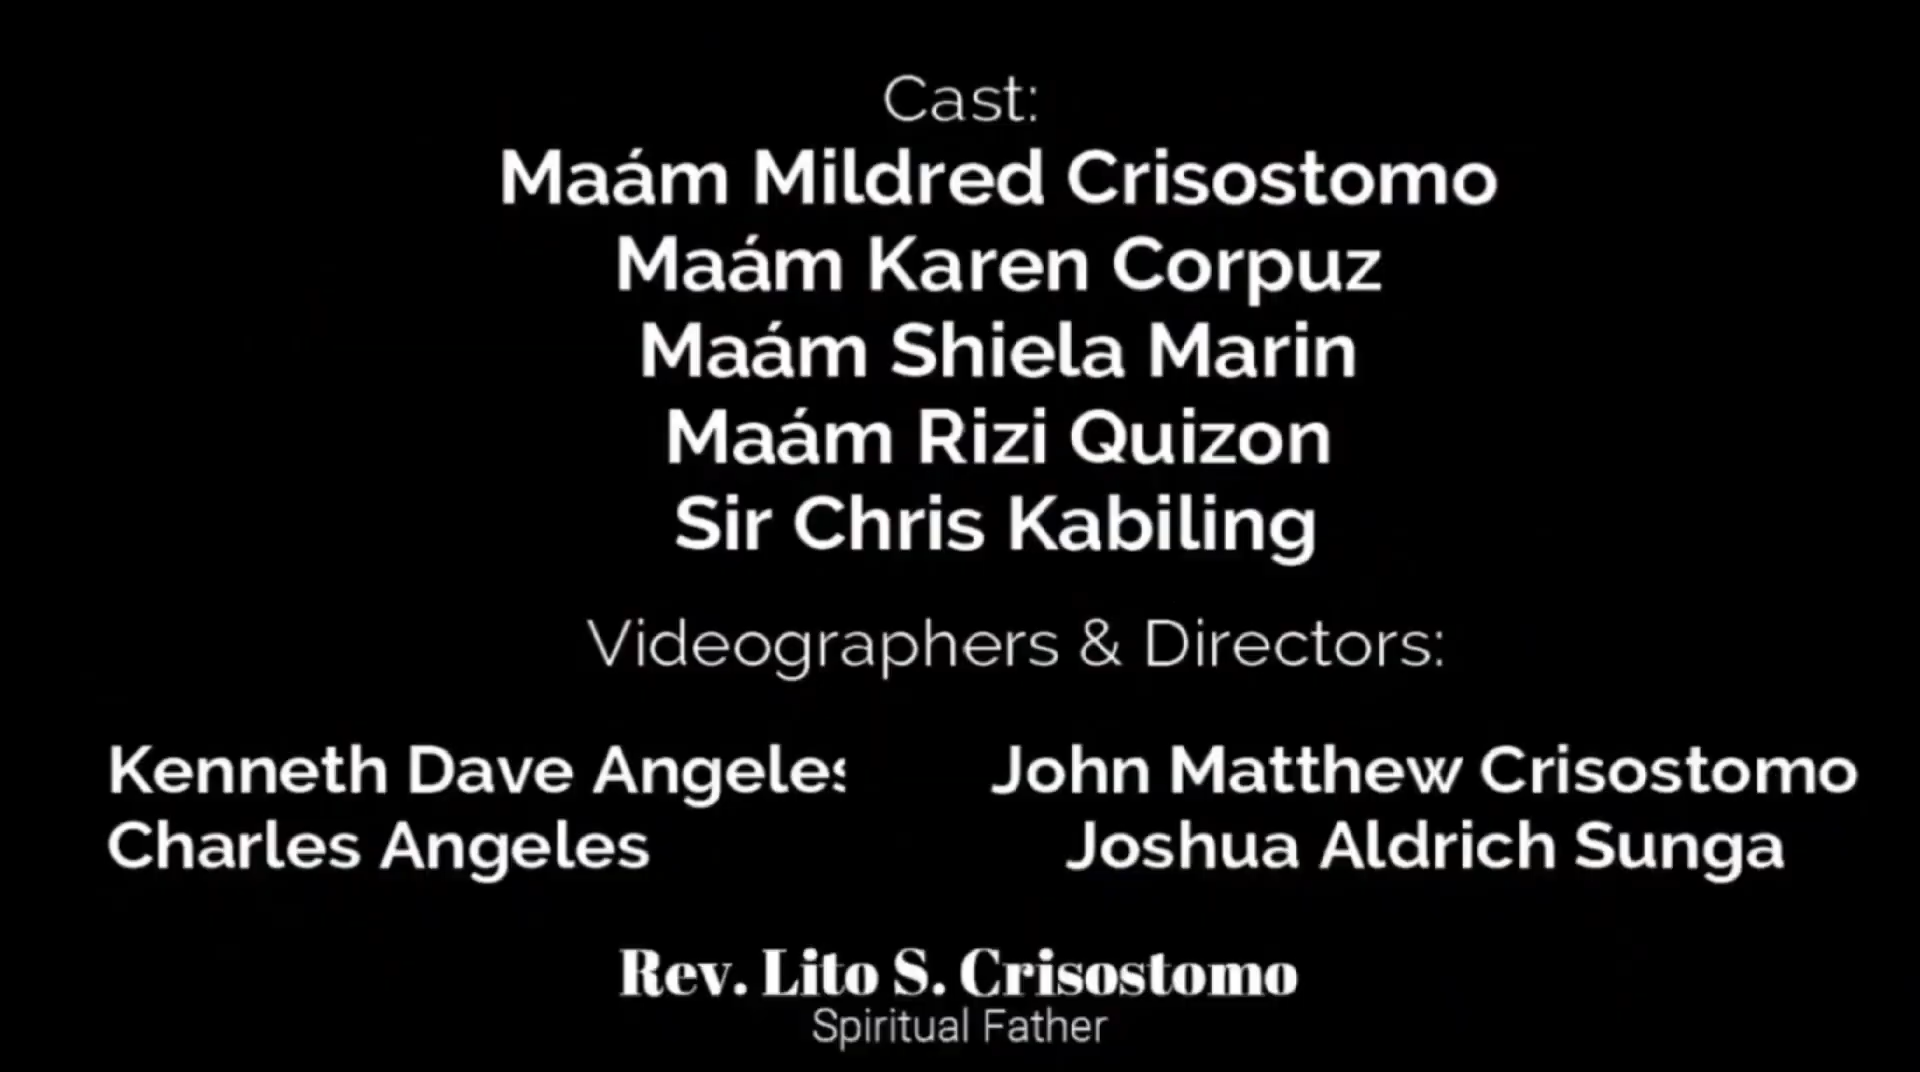 Cast:
Maám Mildred Crisostomo
Maám Karen Corpuz
Maám Shiela Marin
Maám Rizi Quizon
Sir Chris Kabiling
Videographers & Directors:
Kenneth Dave Angeles
Charles Angeles
John Matthew Crisostomo
Joshua Aldrich Sunga
Rev. Lito S. Crisostomo
Spiritual Father